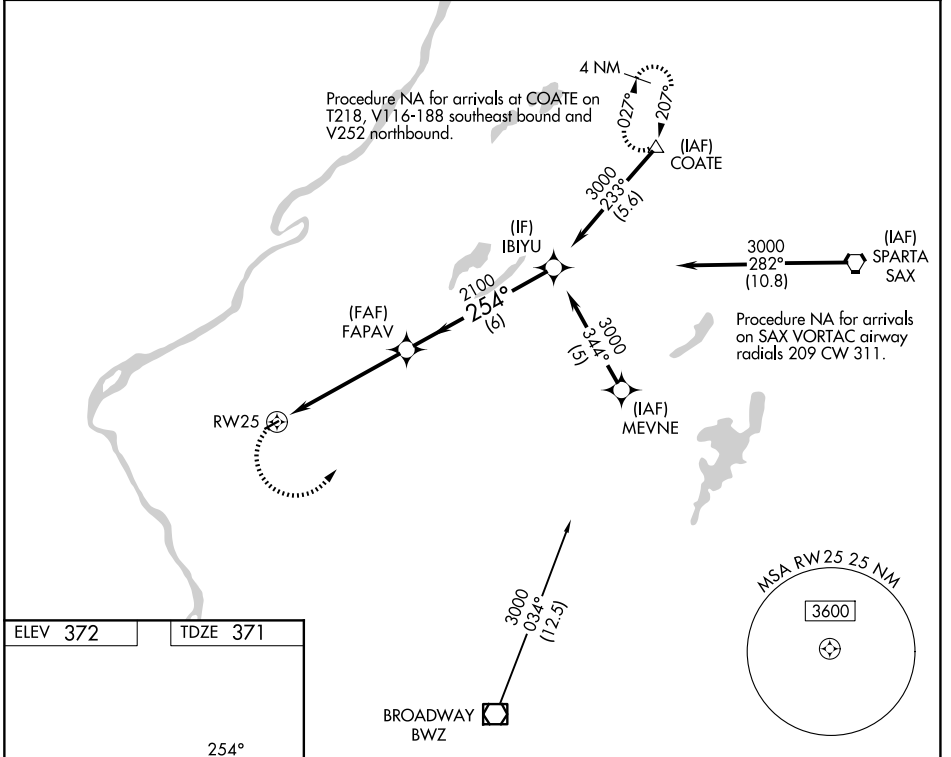 4 NM
Procedure NA for arrivals at COATE on
T218, V116-188 southeast bound and
V252 northbound.
027°
207°
(IAF)
COATE
3000
233°
(5.6)
(IF)
IBIYU
3000
282°
(10.8)
(IAF)
SPARTA
SAX
2100
254°
(6)
(FAF)
FAPAV
Procedure NA for arrivals
on SAX VORTAC airway
radials 209 CW 311.
3000
344°
(5)
(IAF)
MEVNE
RW25
MSA RW25 25 NM
3600
3000
034°
(12.5)
ELEV 372
TDZE 371
BROADWAY
BWZ
254°